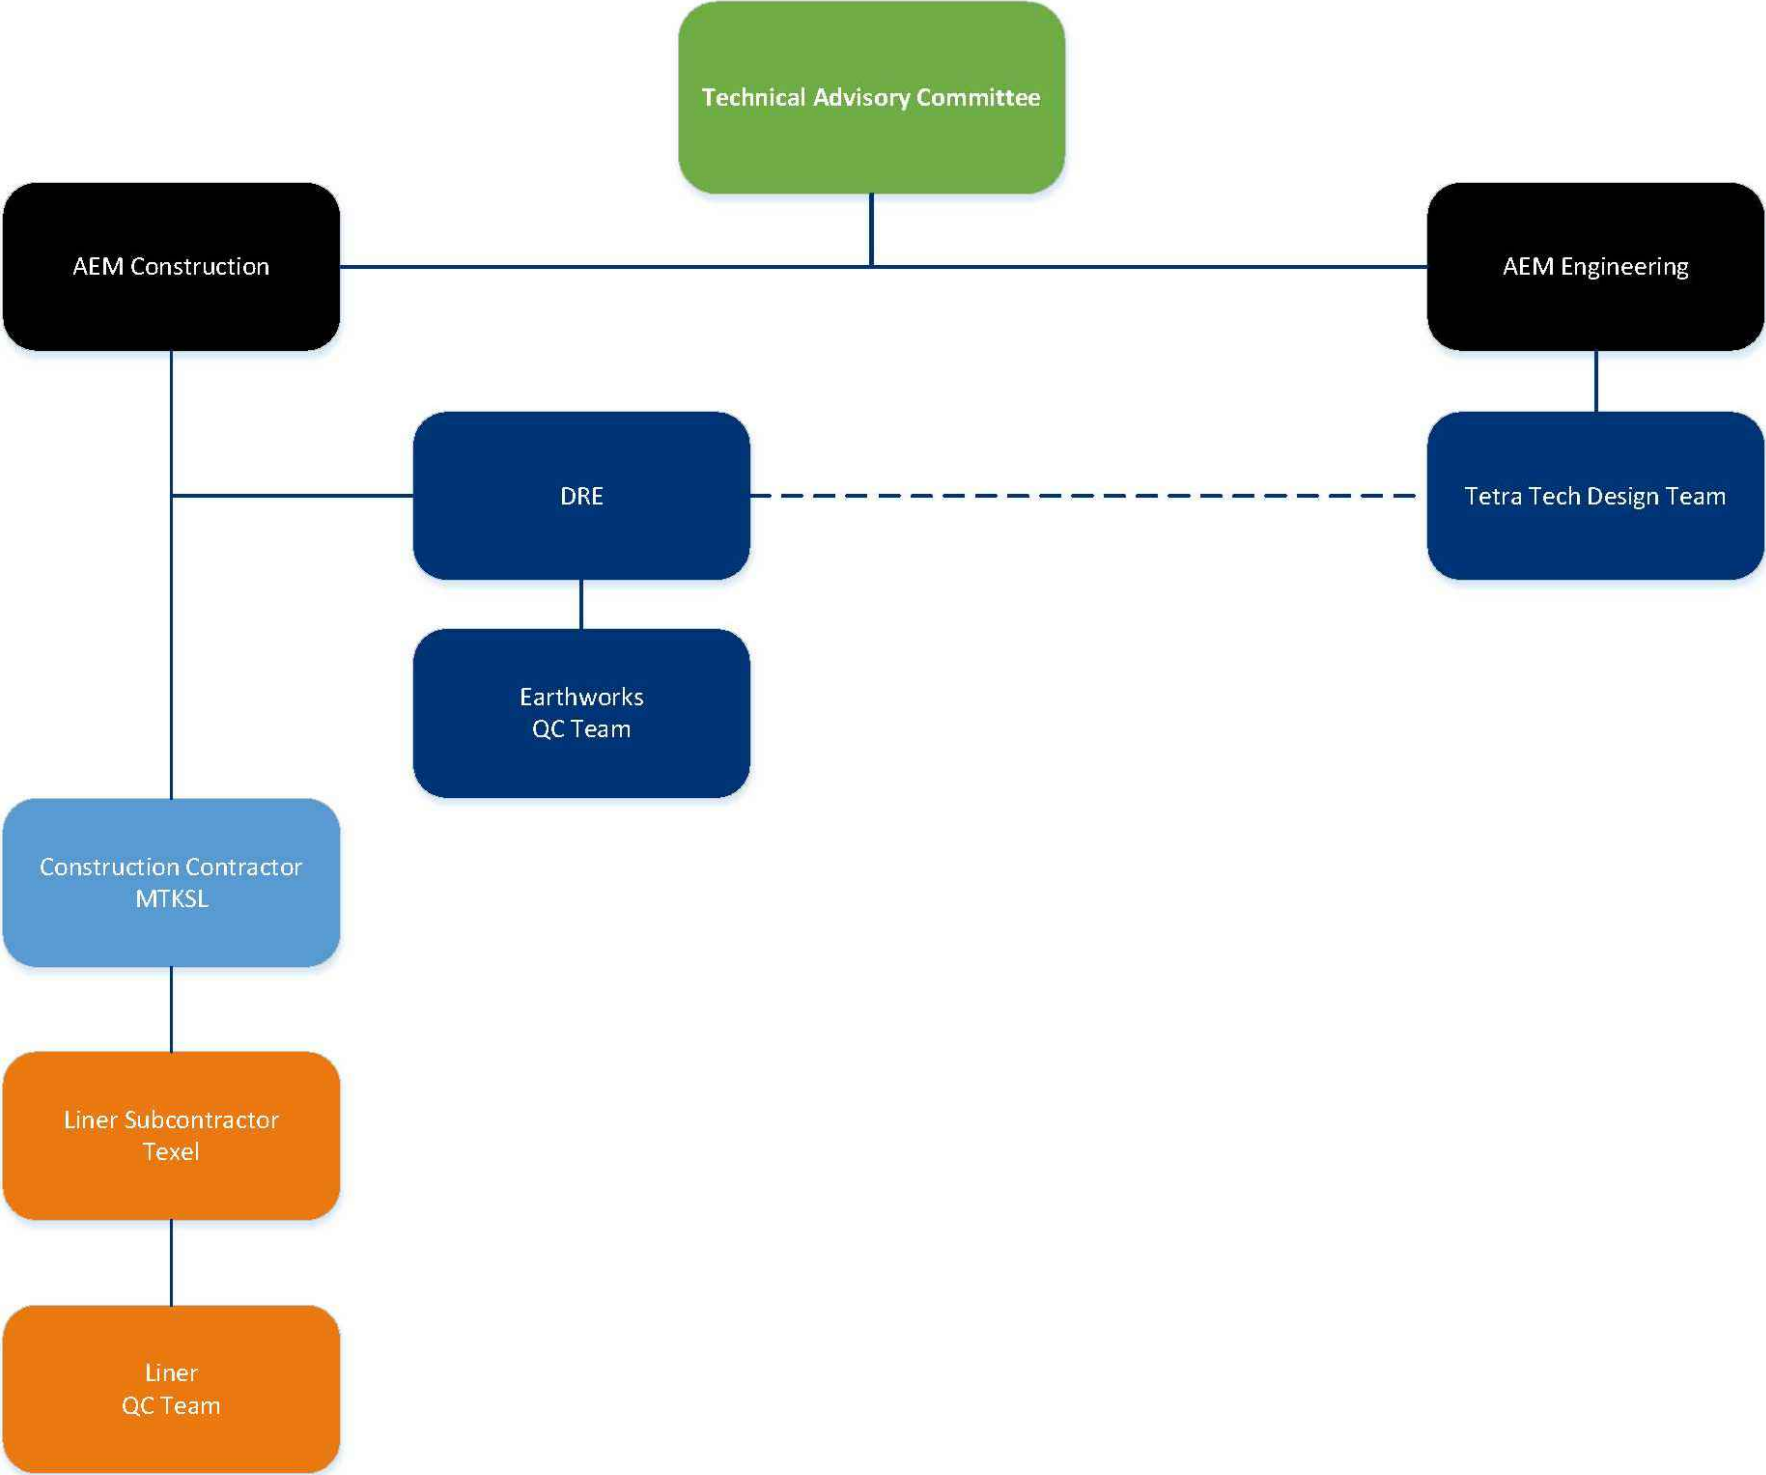 Technical Advisory Committee
AEM Construction
AEM Engineering
DRE
Tetra Tech Design Team
Earthworks
QC Team
Construction Contractor
MTKSL
Liner Subcontractor
Texel
Liner
QC Team